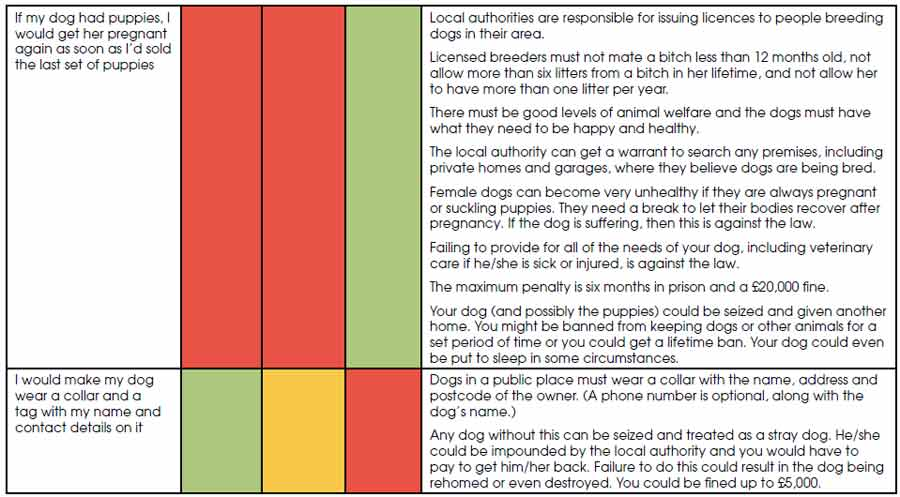 If my dog had puppies, I
would get her pregnant
again as soon as I'd sold
the last set of puppies
Local authorities are responsible for issuing licences to people breeding
dogs in their area.
Licensed breeders must not mate a bitch less than 12 months old, not
allow more than six litters from a bitch in her lifetime, and not allow her
to have more than one litter per year.
There must be good levels of animal welfare and the dogs must have
what they need to be happy and healthy.
The local authority can get a warrant to search any premises, including
private homes and garages, where they believe dogs are being bred.
Female dogs can become very unhealthy if they are always pregnant
or suckling puppies. They need a break to let their bodies recover after
pregnancy. If the dog is suffering, then this is against the law.
Failing to provide for all of the needs of your dog, including veterinary
care if he/she is sick or injured, is against the law.
The maximum penalty is six months in prison and a £20,000 fine.
Your dog (and possibly the puppies) could be seized and given another
home. You might be banned from keeping dogs or other animals for a
set period of time or you could get a lifetime ban. Your dog could even
be put to sleep in some circumstances.
I would make my dog
wear a collar and a
tag with my name and
contact details on it
Dogs in a public place must wear a collar with the name, address and
postcode of the owner. (A phone number is optional, along with the
dog's name.)
Any dog without this can be seized and treated as a stray dog. He/she
could be impounded by the local authority and you would have to
pay to get him/her back. Failure to do this could result in the dog being
rehomed or even destroyed. You could be fined up to £5,000.